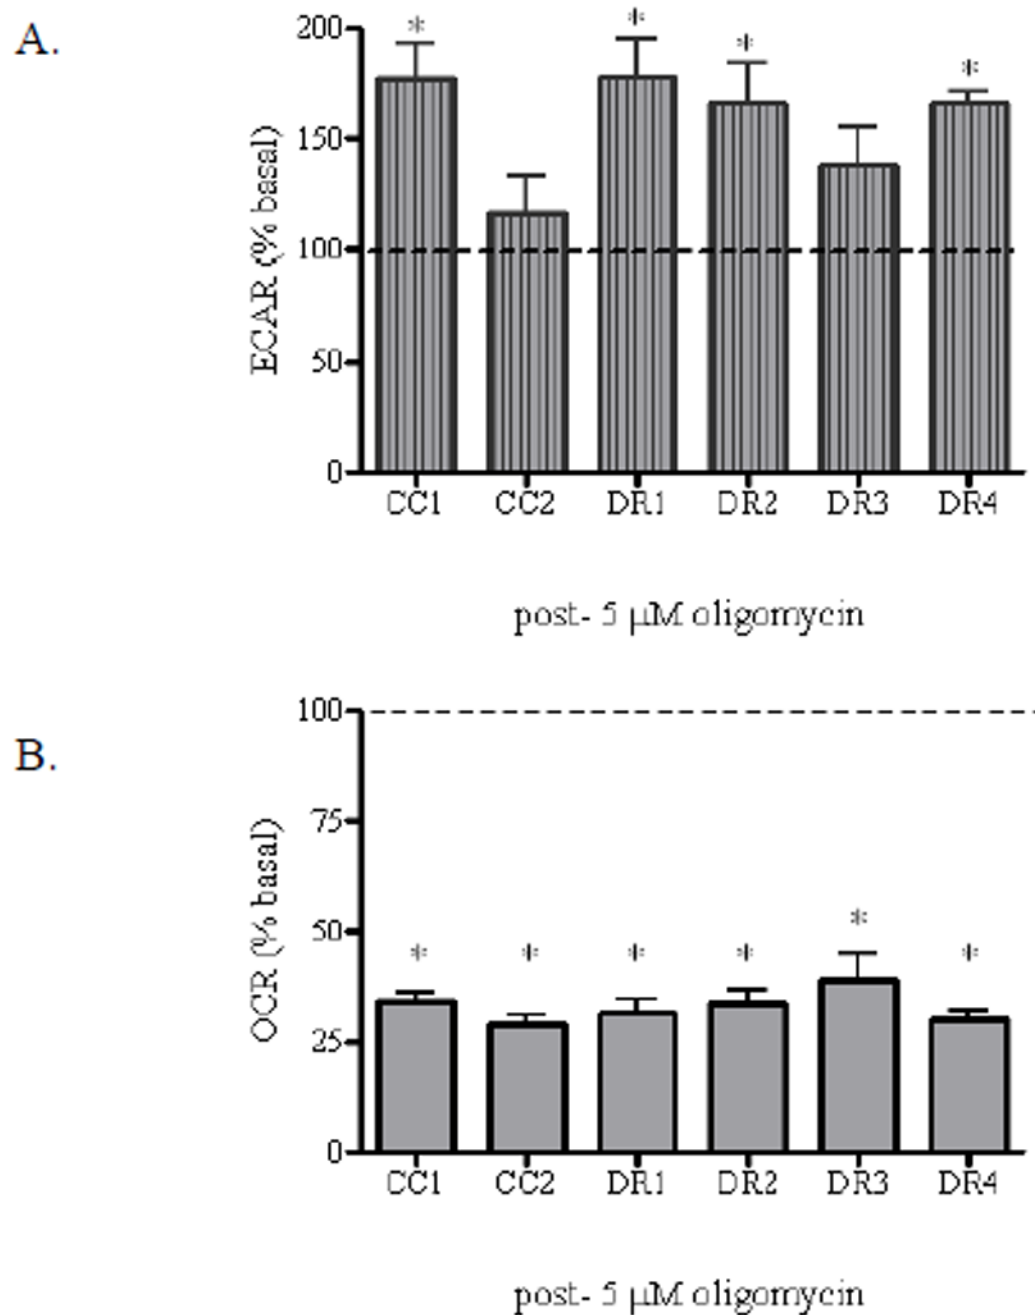 A.
ECAR (% basal)
200
150
100
50
0
* * * *
CC1 CC2 DR1 DR2 DR3 DR4
post- 5 μM oligomycin
B.
OCR (% basal)
100
75
50
25
0
* * * * * *
CC1 CC2 DR1 DR2 DR3 DR4
post- 5 μM oligomycin